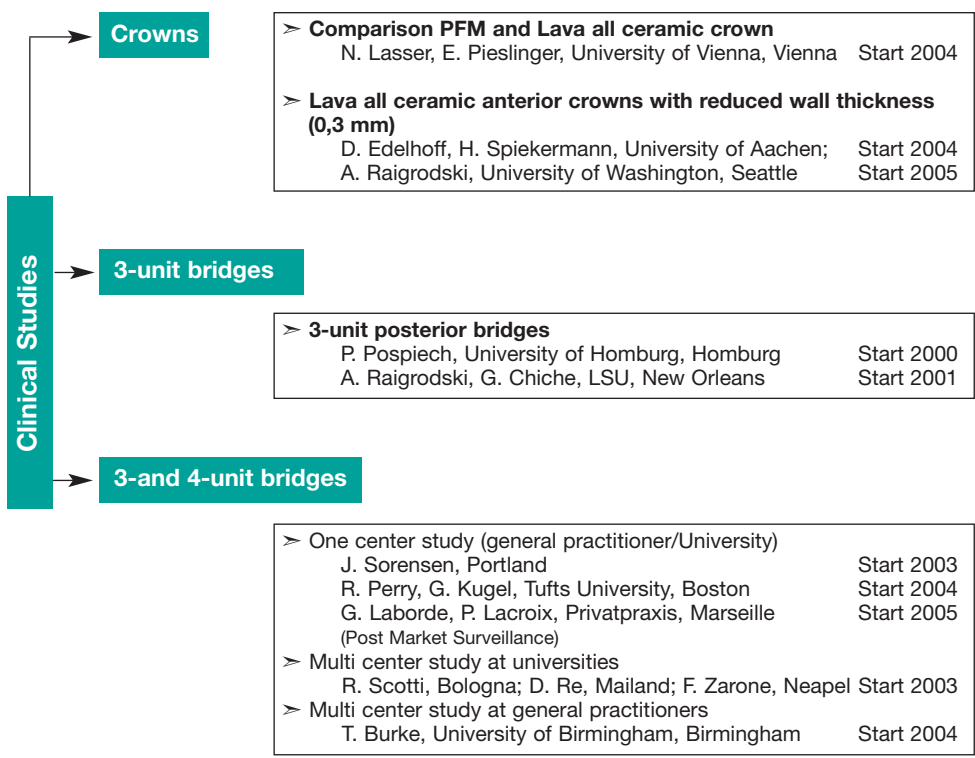 Clinical Studies
Crowns
➣ Comparison PFM and Lava all ceramic crown
N. Lasser, E. Pieslinger, University of Vienna, Vienna Start 2004
➣ Lava all ceramic anterior crowns with reduced wall thickness
(0,3 mm)
D. Edelhoff, H. Spiekermann, University of Aachen; Start 2004
A. Raigrodski, University of Washington, Seattle Start 2005
3-unit bridges
➣ 3-unit posterior bridges
P. Pospiech, University of Homburg, Homburg Start 2000
A. Raigrodski, G. Chiche, LSU, New Orleans Start 2001
3-and 4-unit bridges
➣ One center study (general practitioner/University)
J. Sorensen, Portland Start 2003
R. Perry, G. Kugel, Tufts University, Boston Start 2004
G. Laborde, P. Lacroix, Privatpraxis, Marseille Start 2005
(Post Market Surveillance)
➣ Multi center study at universities
R. Scotti, Bologna; D. Re, Mailand; F. Zarone, Neapel Start 2003
➣ Multi center study at general practitioners
T. Burke, University of Birmingham, Birmingham Start 2004